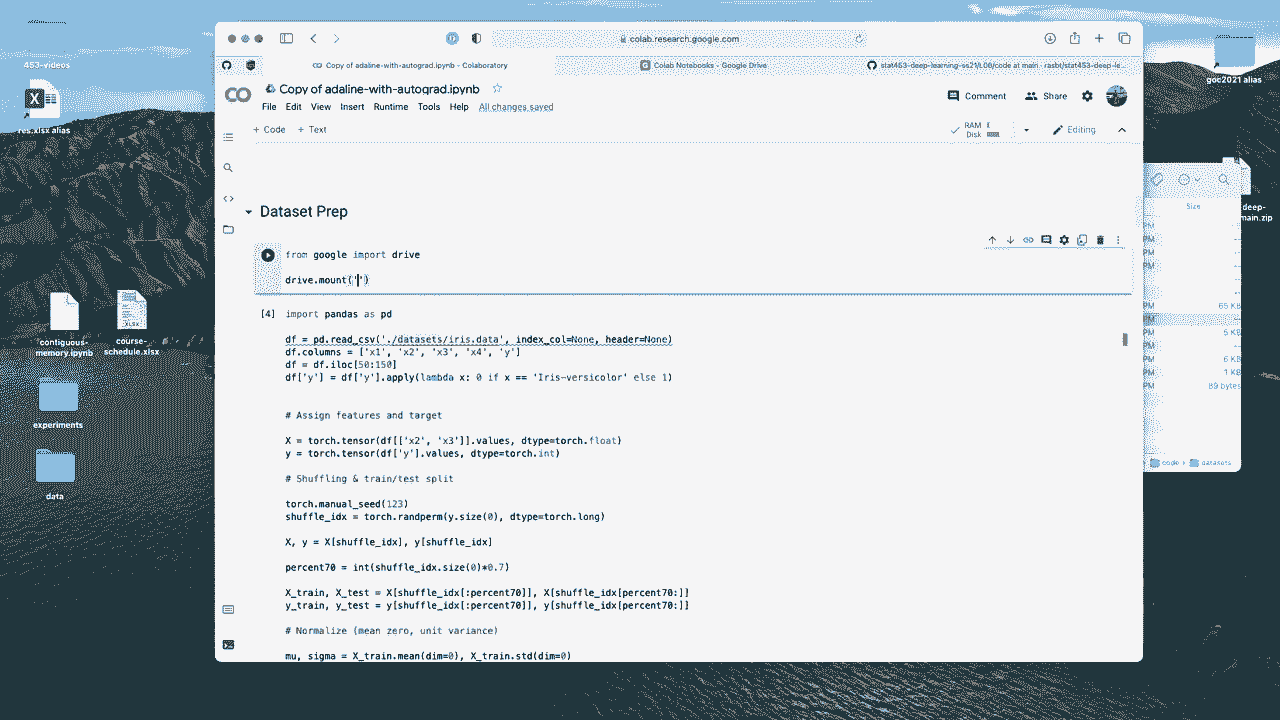 453-videos
res.xlsx alias
contiguous-
memory.ipynb
course-
schedule.xlsx
experiments
data
colab.research.google.com
Copy of adaline-with-autograd.ipynb - Colaboratory
Colab Notebooks - Google Drive
stat453-deep-learning-ss21/L06/code at main · rasbt/stat453-deep-le...
Copy of adaline-with-autograd.ipynb
File Edit View Insert Runtime Tools Help All changes saved
Comment
Share
+ Code + Text
RAM
Disk
Editing
Dataset Prep
from google import drive
drive.mount('')
[4] import pandas as pd
df = pd.read_csv('./datasets/iris.data', index_col=None, header=None)
df.columns = ['x1', 'x2', 'x3', 'x4', 'y']
df = df.iloc[50:150]
df['y'] = df['y'].apply(lambda x: 0 if x == 'Iris-versicolor' else 1)
# Assign features and target
X = torch.tensor(df[['x2', 'x3']].values, dtype=torch.float)
y = torch.tensor(df['y'].values, dtype=torch.int)
# Shuffling & train/test split
torch.manual_seed(123)
shuffle_idx = torch.randperm(y.size(0), dtype=torch.long)
X, y = X[shuffle_idx], y[shuffle_idx]
percent70 = int(shuffle_idx.size(0)*0.7)
X_train, X_test = X[shuffle_idx[:percent70]], X[shuffle_idx[percent70:]]
y_train, y_test = y[shuffle_idx[:percent70]], y[shuffle_idx[percent70:]]
# Normalize (mean zero, unit variance)
mu, sigma = X_train.mean(dim=0), X_train.std(dim=0)
goc2021 alias
deep-
main.zip
Size
PM --
PM --
PM --
PM --
PM 65 KB
PM --
PM 5 KB
PM --
PM 6 KB
PM 1 KB
PM 89 bytes
code
datasets